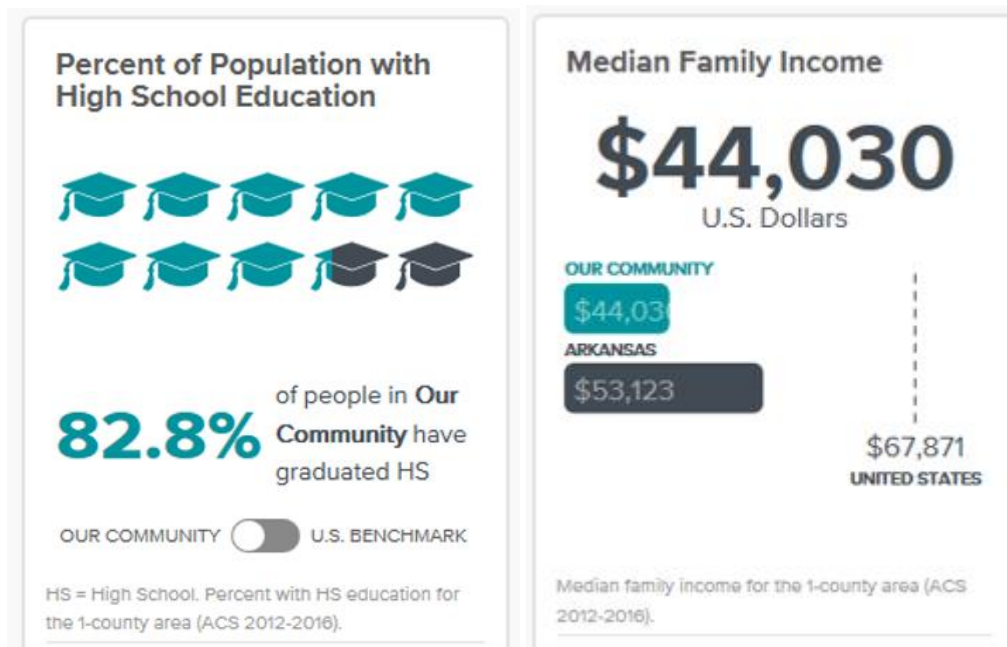 Percent of Population with
High School Education
82.8%
of people in Our
Community have
graduated HS
OUR COMMUNITY
U.S. BENCHMARK
HS = High School. Percent with HS education for
the 1-county area (ACS 2012-2016).
Median Family Income
$44,030
U.S. Dollars
OUR COMMUNITY
$44,030
ARKANSAS
$53,123
$67,871
UNITED STATES
Median family income for the 1-county area (ACS
2012-2016).